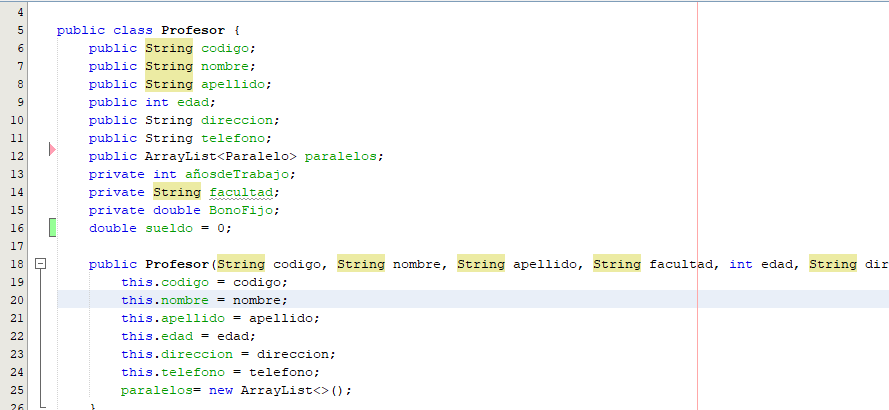 4
5 public class Profesor {
6 public String codigo;
7 public String nombre;
8 public String apellido;
9 public int edad;
10 public String direccion;
11 public String telefono;
12 public ArrayList<Paralelo> paralelos;
13 private int añosdeTrabajo;
14 private String facultad;
15 private double BonoFijo;
16 double sueldo = 0;
17
18 public Profesor(String codigo, String nombre, String apellido, String facultad, int edad, String dir
19 this.codigo = codigo;
20 this.nombre = nombre;
21 this.apellido = apellido;
22 this.edad = edad;
23 this.direccion = direccion;
24 this.telefono = telefono;
25 paralelos= new ArrayList<>();
26 }